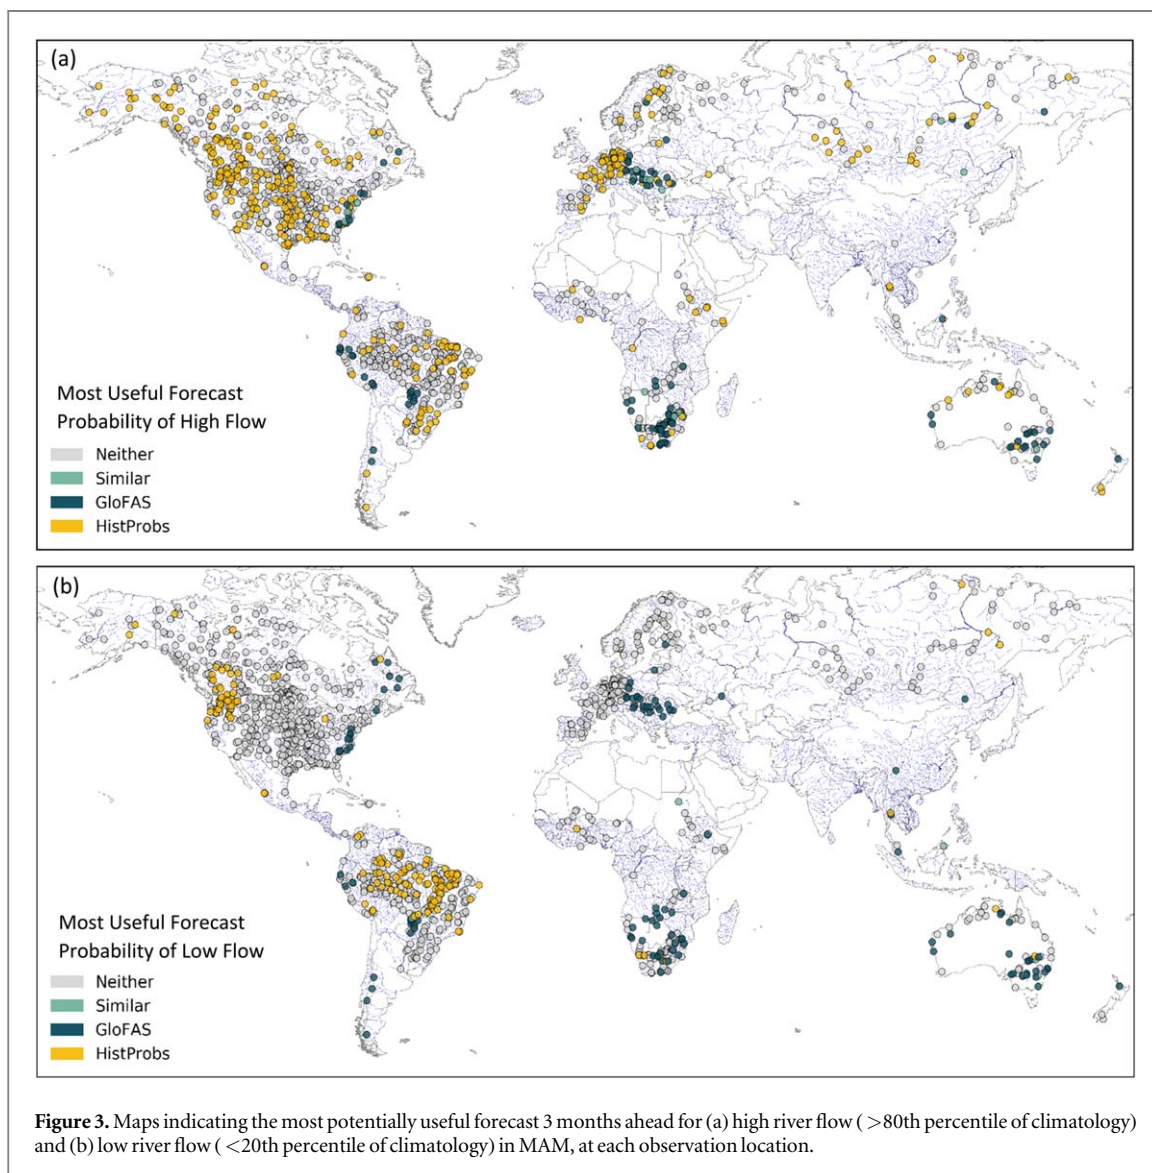 (a)
Most Useful Forecast
Probability of High Flow
Neither
Similar
GloFAS
HistProbs
(b)
Most Useful Forecast
Probability of Low Flow
Neither
Similar
GloFAS
HistProbs
Figure 3. Maps indicating the most potentially useful forecast 3 months ahead for (a) high river flow ( >80th percentile of climatology)
and (b) low river flow ( <20th percentile of climatology) in MAM, at each observation location.